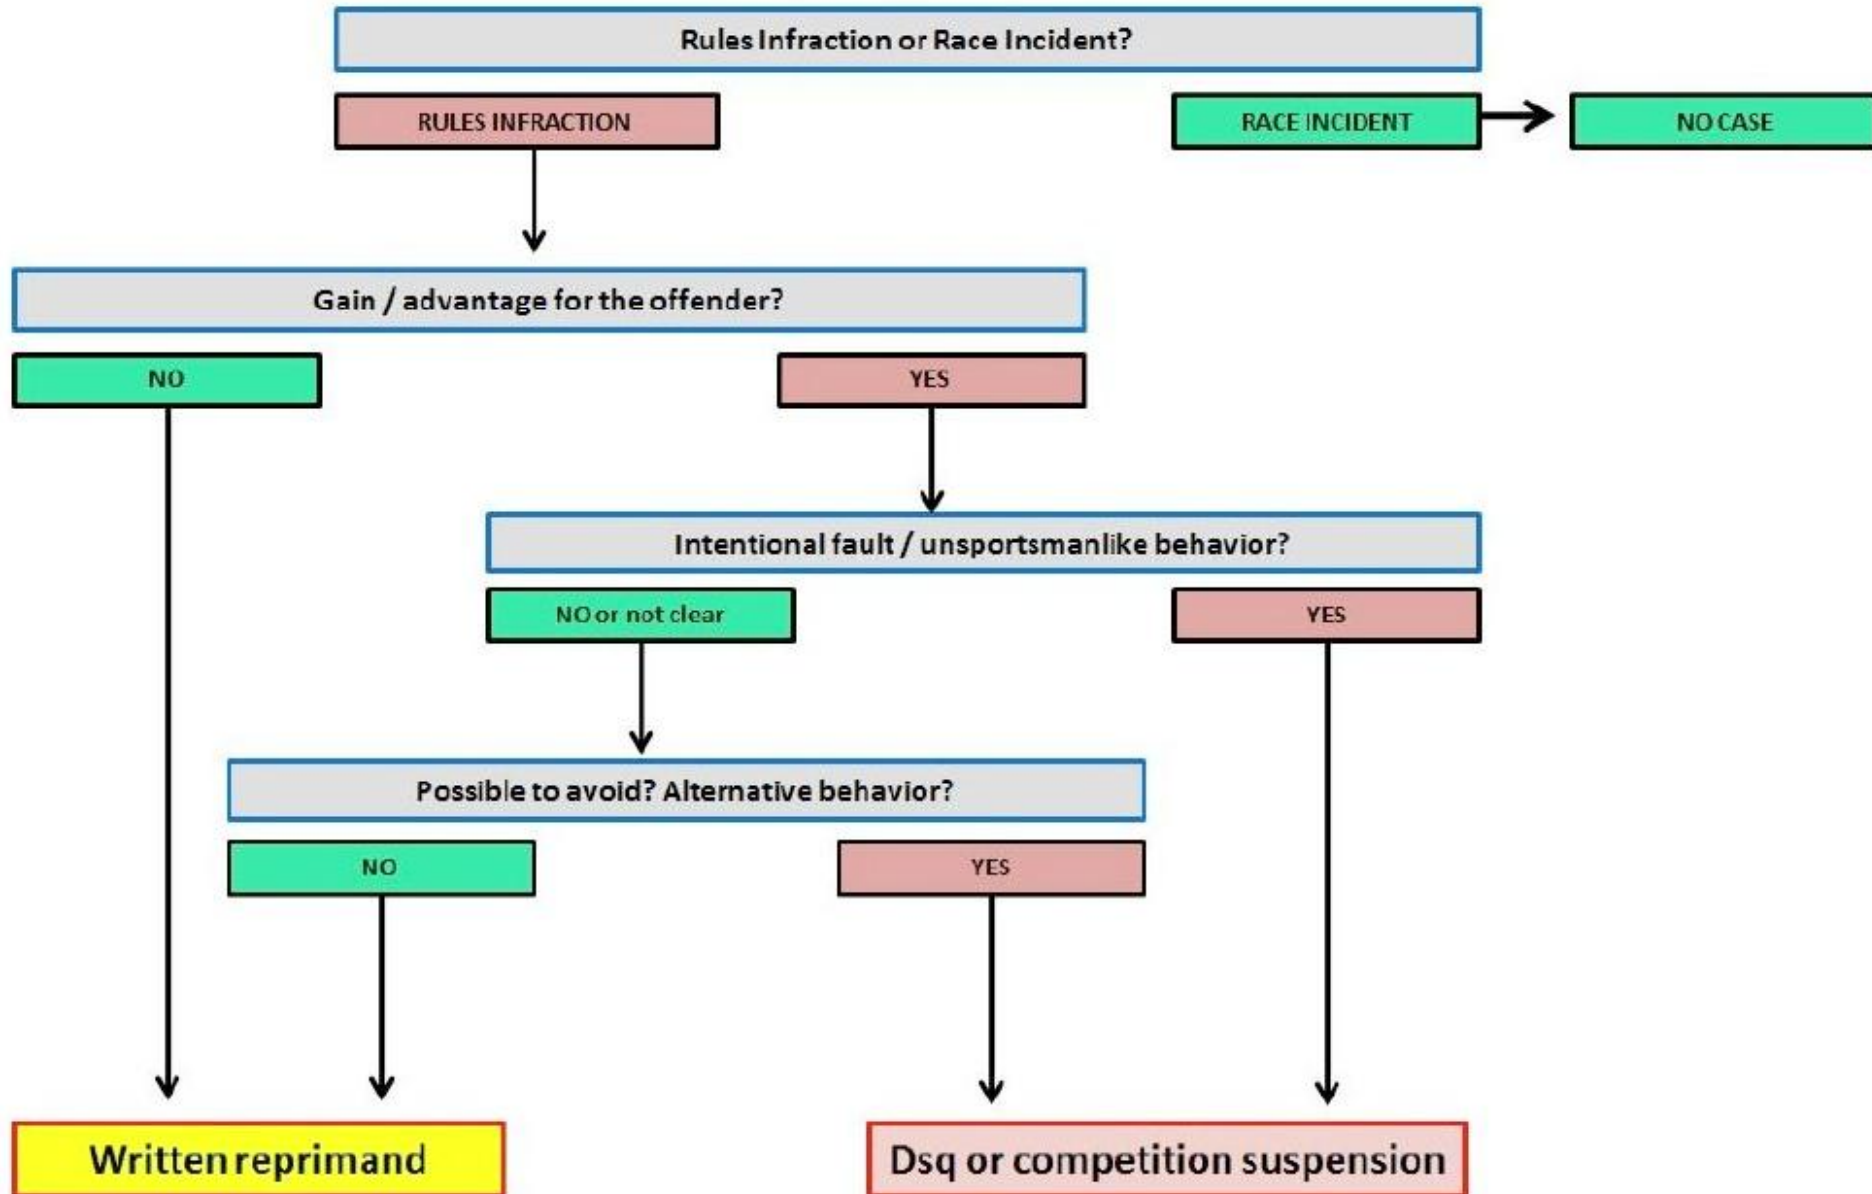 Rules Infraction or Race Incident?
RULES INFRACTION
RACE INCIDENT
NO CASE
Gain / advantage for the offender?
NO
YES
Intentional fault / unsportsmanlike behavior?
NO or not clear
YES
Possible to avoid? Alternative behavior?
NO
YES
Written reprimand
Dsq or competition suspension